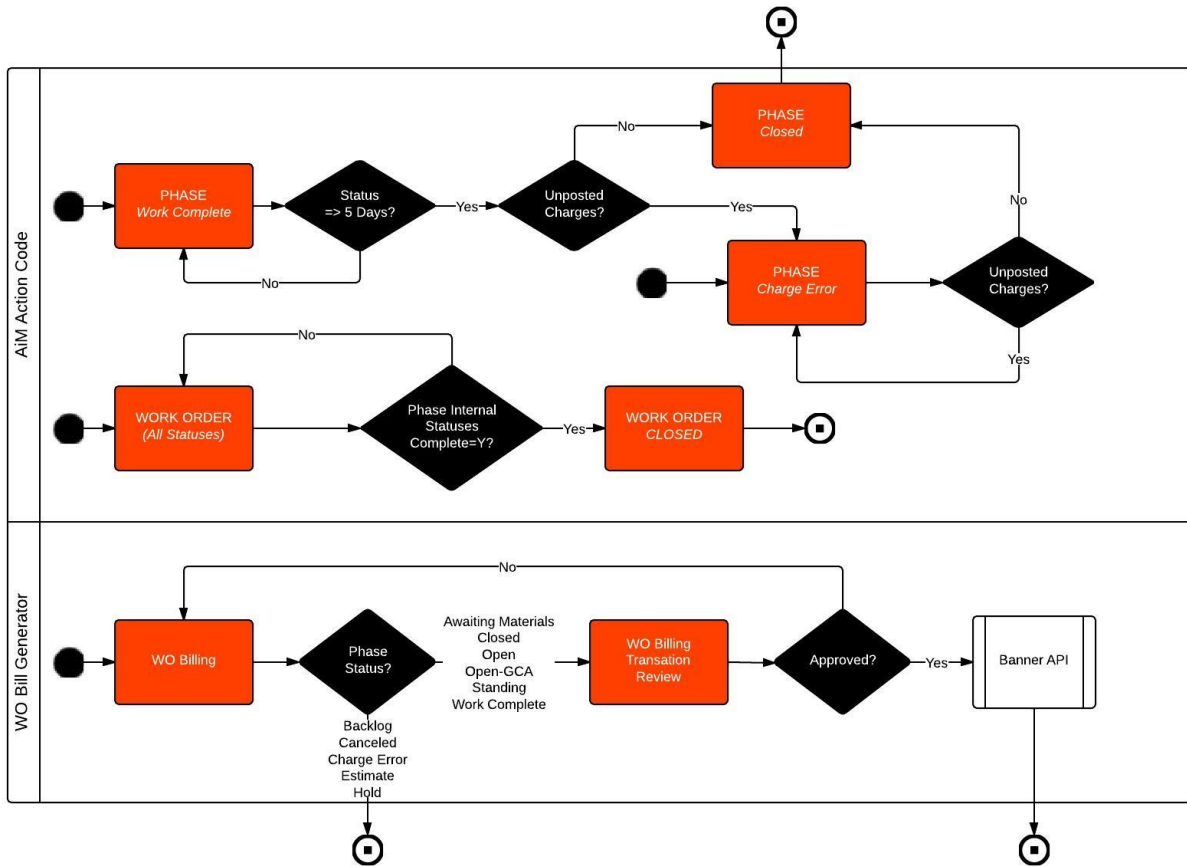 AiM Action Code
PHASE
Closed
No
No
PHASE
Work Complete
Status
=> 5 Days?
Yes
Unposted
Charges?
Yes
No
PHASE
Charge Error
Unposted
Charges?
Yes
No
WORK ORDER
(All Statuses)
Phase Internal
Statuses
Complete=Y?
Yes
WORK ORDER
CLOSED
WO Bill Generator
No
WO Billing
Phase
Status?
Awaiting Materials
Closed
Open
Open-GCA
Standing
Work Complete
WO Billing
Transation
Review
Approved?
Yes
Banner API
Backlog
Canceled
Charge Error
Estimate
Hold